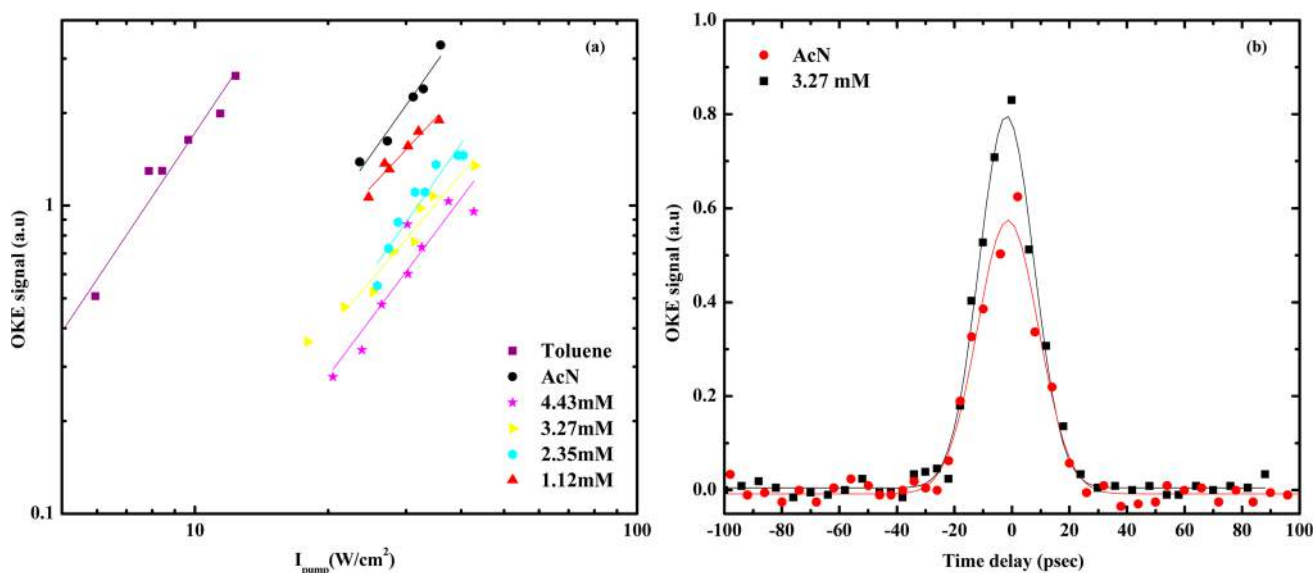 (a)
OKE signal (a.u)
1
0.1
10
100
100
I_pump(W/cm²)
Toluene
AcN
4.43mM
3.27mM
2.35mM
1.12mM
(b)
AcN
3.27 mM
OKE signal (a.u)
1.0
0.8
0.6
0.4
0.2
0.0
-100 -80 -60 -40 -20 0 20 40 60 80 100
Time delay (psec)